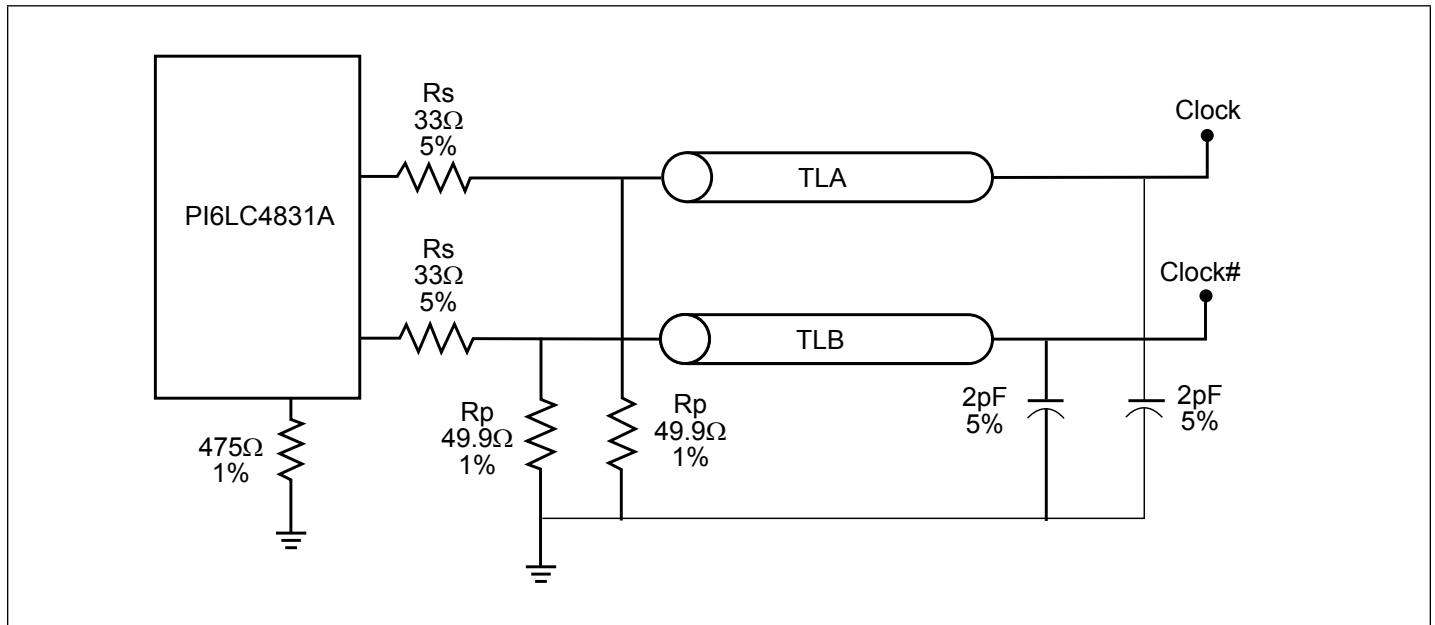 Rs
33Ω
5%
Clock
TLA
PI6LC4831A
Rs
33Ω
5%
Clock#
TLB
475Ω
1%
Rp
49.9Ω
1%
Rp
49.9Ω
1%
2pF
5%
2pF
5%